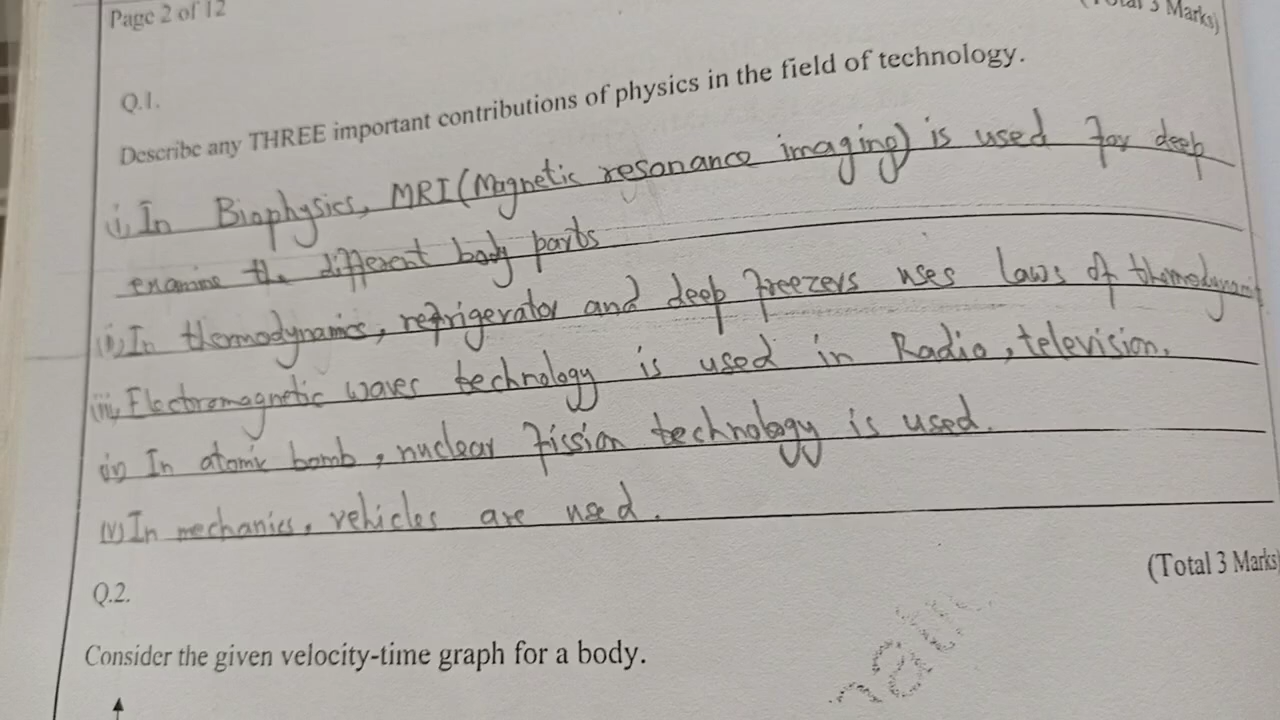 Page 2 of 12
(Total 3 Marks)
Q.1.
Describe any THREE important contributions of physics in the field of technology.
(i) In Biophysics, MRI (Magnetic resonance imaging) is used for deep
examine the different body parts
(ii) In thermodynamics, refrigerator and deep freezers uses laws of thermodynami
(iii) Electromagnetic waves technology is used in Radio, television.
(iv) In atomic bomb, nuclear fission technology is used.
(v) In mechanics, vehicles are used.
(Total 3 Marks
Q.2.
Consider the given velocity-time graph for a body.